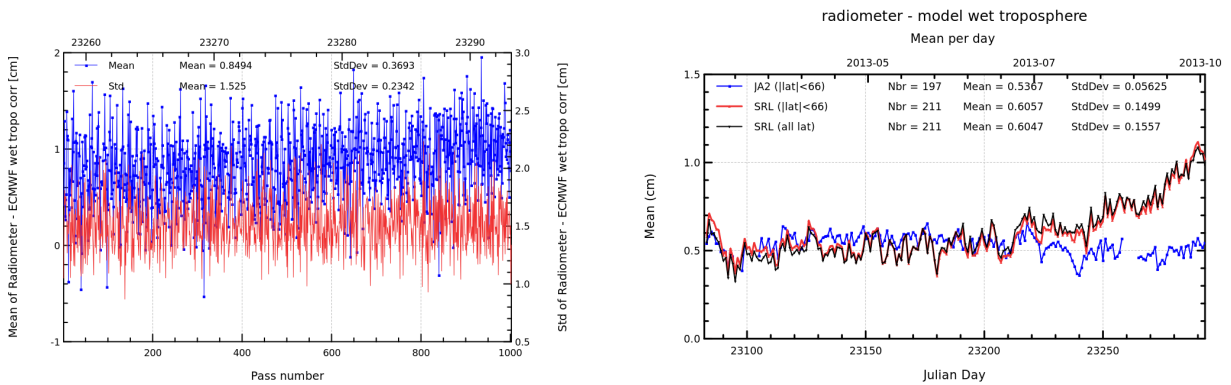 23260 23270 23280 23290
Mean Mean = 0.8494 StdDev = 0.3693
Std Mean = 1.525 StdDev = 0.2342
Mean of Radiometer - ECMWF wet tropo corr [cm]
2
1
0
-1
3.0
2.5
2.0
1.5
1.0
0.5
Std of Radiometer - ECMWF wet tropo corr [cm]
200 400 600 800 1000
Pass number
radiometer - model wet troposphere
Mean per day
2013-05 2013-07 2013-10
JA2 (|lat|<66) Nbr = 197 Mean = 0.5367 StdDev = 0.05625
SRL (|lat|<66) Nbr = 211 Mean = 0.6057 StdDev = 0.1499
SRL (all lat) Nbr = 211 Mean = 0.6047 StdDev = 0.1557
Mean (cm)
1.5
1.0
0.5
0.0
23100 23150 23200 23250
Julian Day